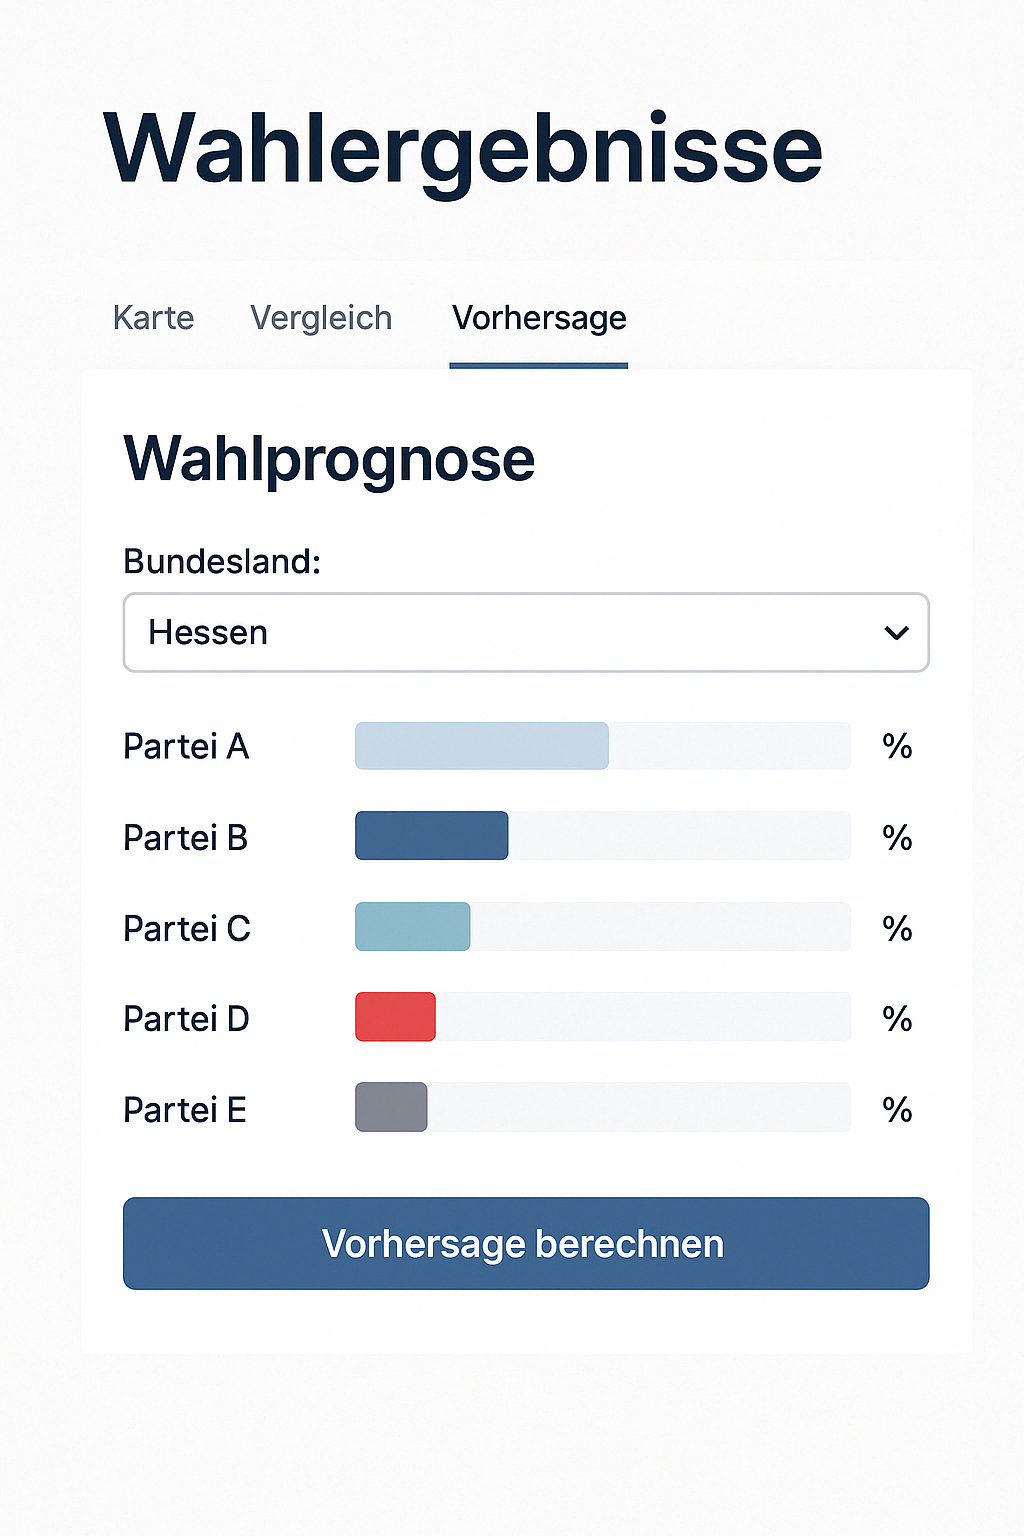 Wahlergebnisse
Karte Vergleich Vorhersage
Wahlprognose
Bundesland:
Hessen
Partei A %
Partei B %
Partei C %
Partei D %
Partei E %
Vorhersage berechnen